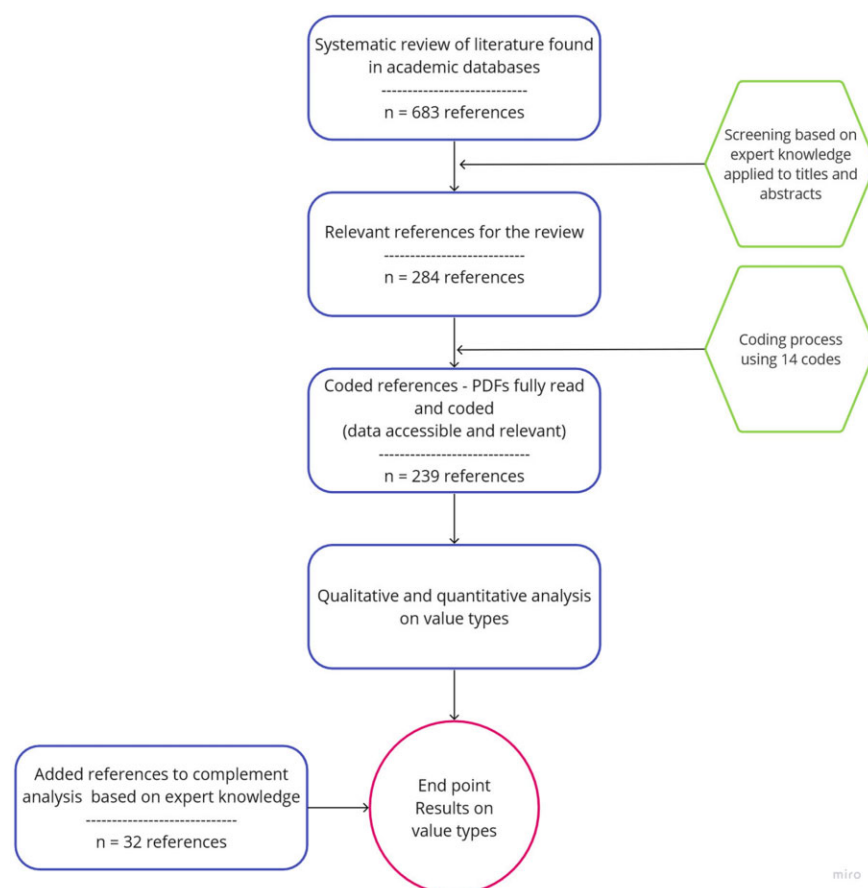 Systematic review of literature found
in academic databases
----------------------------
n = 683 references
Screening based on
expert knowledge
applied to titles and
abstracts
Relevant references for the review
---------------------------
n = 284 references
Coding process
using 14 codes
Coded references - PDFs fully read
and coded
(data accessible and relevant)
-----------------------------
n = 239 references
Qualitative and quantitative analysis
on value types
Added references to complement
analysis based on expert knowledge
-----------------------------
n = 32 references
End point
Results on
value types
miro